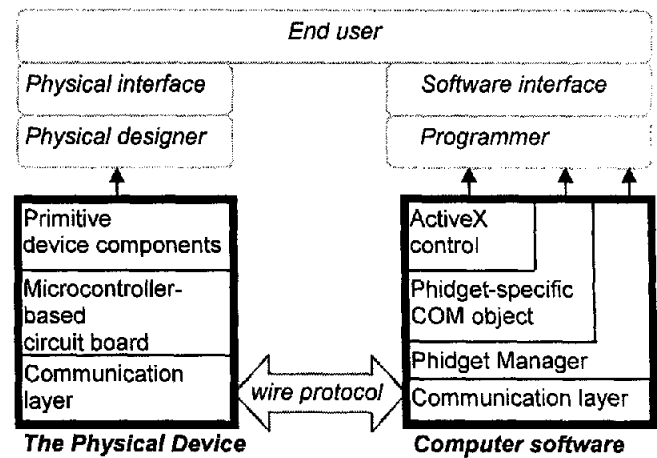 End user
Physical interface
Physical designer
Software interface
Programmer
Primitive
device components
Microcontroller-
based
circuit board
Communication
layer
wire protocol
ActiveX
control
Phidget-specific
COM object
Phidget Manager
Communication layer
The Physical Device
Computer software